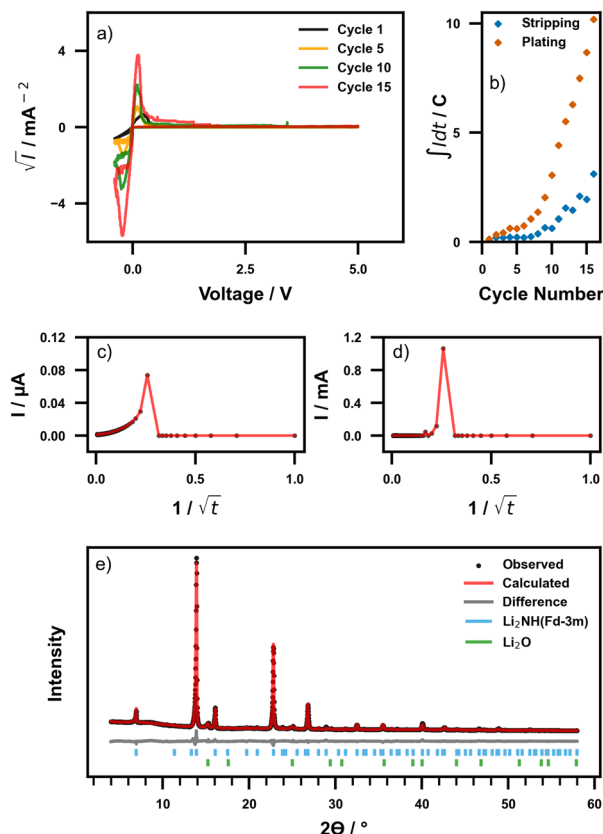 a)
Cycle 1
Cycle 5
Cycle 10
Cycle 15
4
0
−4
√I / mA⁻²
0.0 2.5 5.0
Voltage / V
b)
Stripping
Plating
10
5
0
∫Idt / C
0 5 10 15
Cycle Number
c)
0.12
0.08
0.04
0.00
I / µA
0.0 0.5 1.0
1 / √t
d)
1.2
0.8
0.4
0.0
I / mA
0.0 0.5 1.0
1 / √t
e)
Observed
Calculated
Difference
Li₂NH(Fd-3m)
Li₂O
Intensity
10 20 30 40 50 60
2Θ / °